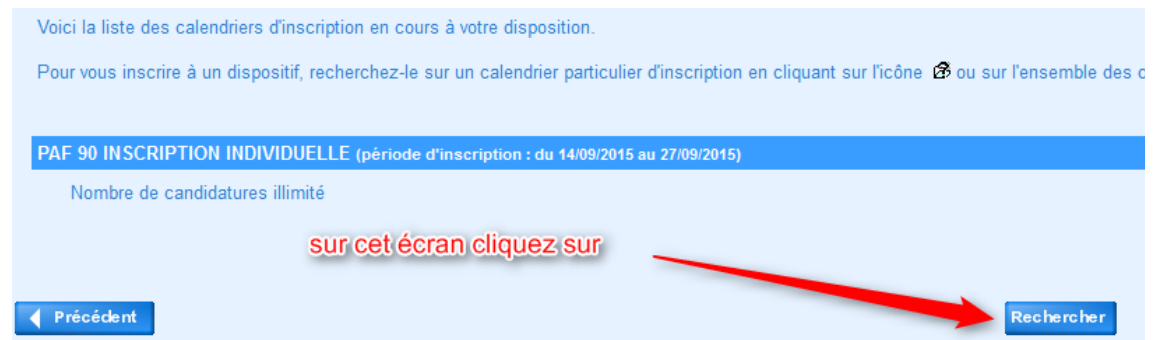 Voici la liste des calendriers d'inscription en cours à votre disposition.
Pour vous inscrire à un dispositif, recherchez-le sur un calendrier particulier d'inscription en cliquant sur l'icône ou sur l'ensemble des
PAF 90 INSCRIPTION INDIVIDUELLE (période d'inscription : du 14/09/2015 au 27/09/2015)
Nombre de candidatures illimité
sur cet écran cliquez sur
Précédent
Rechercher